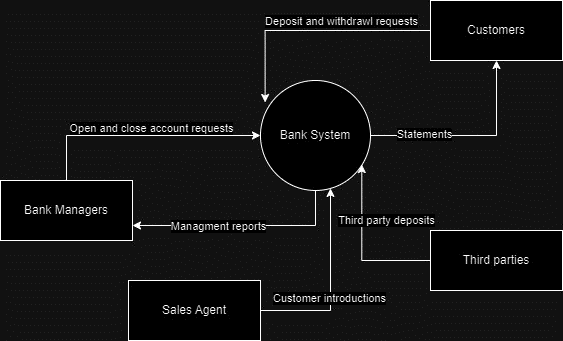 Deposit and withdrawl requests
Customers
Open and close account requests
Bank System
Statements
Bank Managers
Managment reports
Third party deposits
Third parties
Customer introductions
Sales Agent